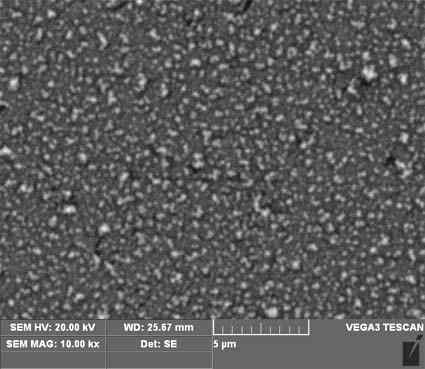 SEM HV: 20.00 kV WD: 25.67 mm VEGA3 TESCAN
SEM MAG: 10.00 kx Det: SE 5 µm